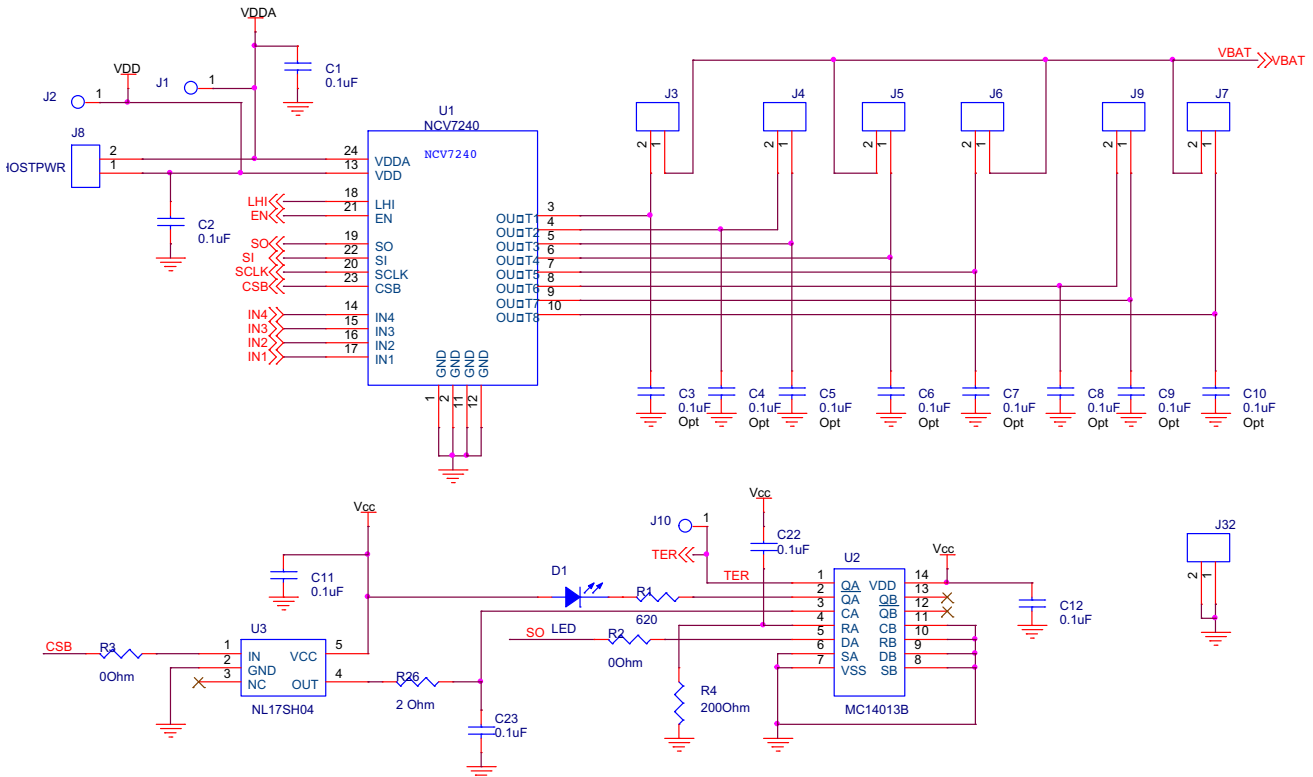 VDDA
VDD
J1
1
J2
1
C1
0.1uF
J8
2
1
HOSTPWR
C2
0.1uF
U1
NCV7240
NCV7240
24
VDDA
13
VDD
LHI
18
LHI
EN
21
EN
SO
19
SO
SI
22
SI
SCLK
20
SCLK
CSB
23
CSB
IN4
14
IN4
IN3
15
IN3
IN2
16
IN2
IN1
17
IN1
GND
GND
GND
GND
1
2
11
12
OUT1
3
OUT2
4
OUT3
5
OUT4
6
OUT5
7
OUT6
8
OUT7
9
OUT8
10
VBAT
VBAT
J3
2
1
J4
2
1
J5
2
1
J6
2
1
J9
2
1
J7
2
1
C3
0.1uF
Opt
C4
0.1uF
Opt
C5
0.1uF
Opt
C6
0.1uF
Opt
C7
0.1uF
Opt
C8
0.1uF
Opt
C9
0.1uF
Opt
C10
0.1uF
Opt
Vcc
C11
0.1uF
CSB
R3
0Ohm
U3
1
IN
2
GND
3
NC
VCC
5
OUT
4
NL17SH04
R26
2 Ohm
C23
0.1uF
D1
LED
R1
620
SO
R2
0Ohm
R4
200Ohm
J10
1
TER
TER
Vcc
C22
0.1uF
U2
1
QA
2
QA
3
CA
4
RA
5
DA
6
SA
7
VSS
VDD
14
QB
13
QB
12
CB
11
RB
10
DB
9
SB
8
MC14013B
Vcc
C12
0.1uF
J32
2
1